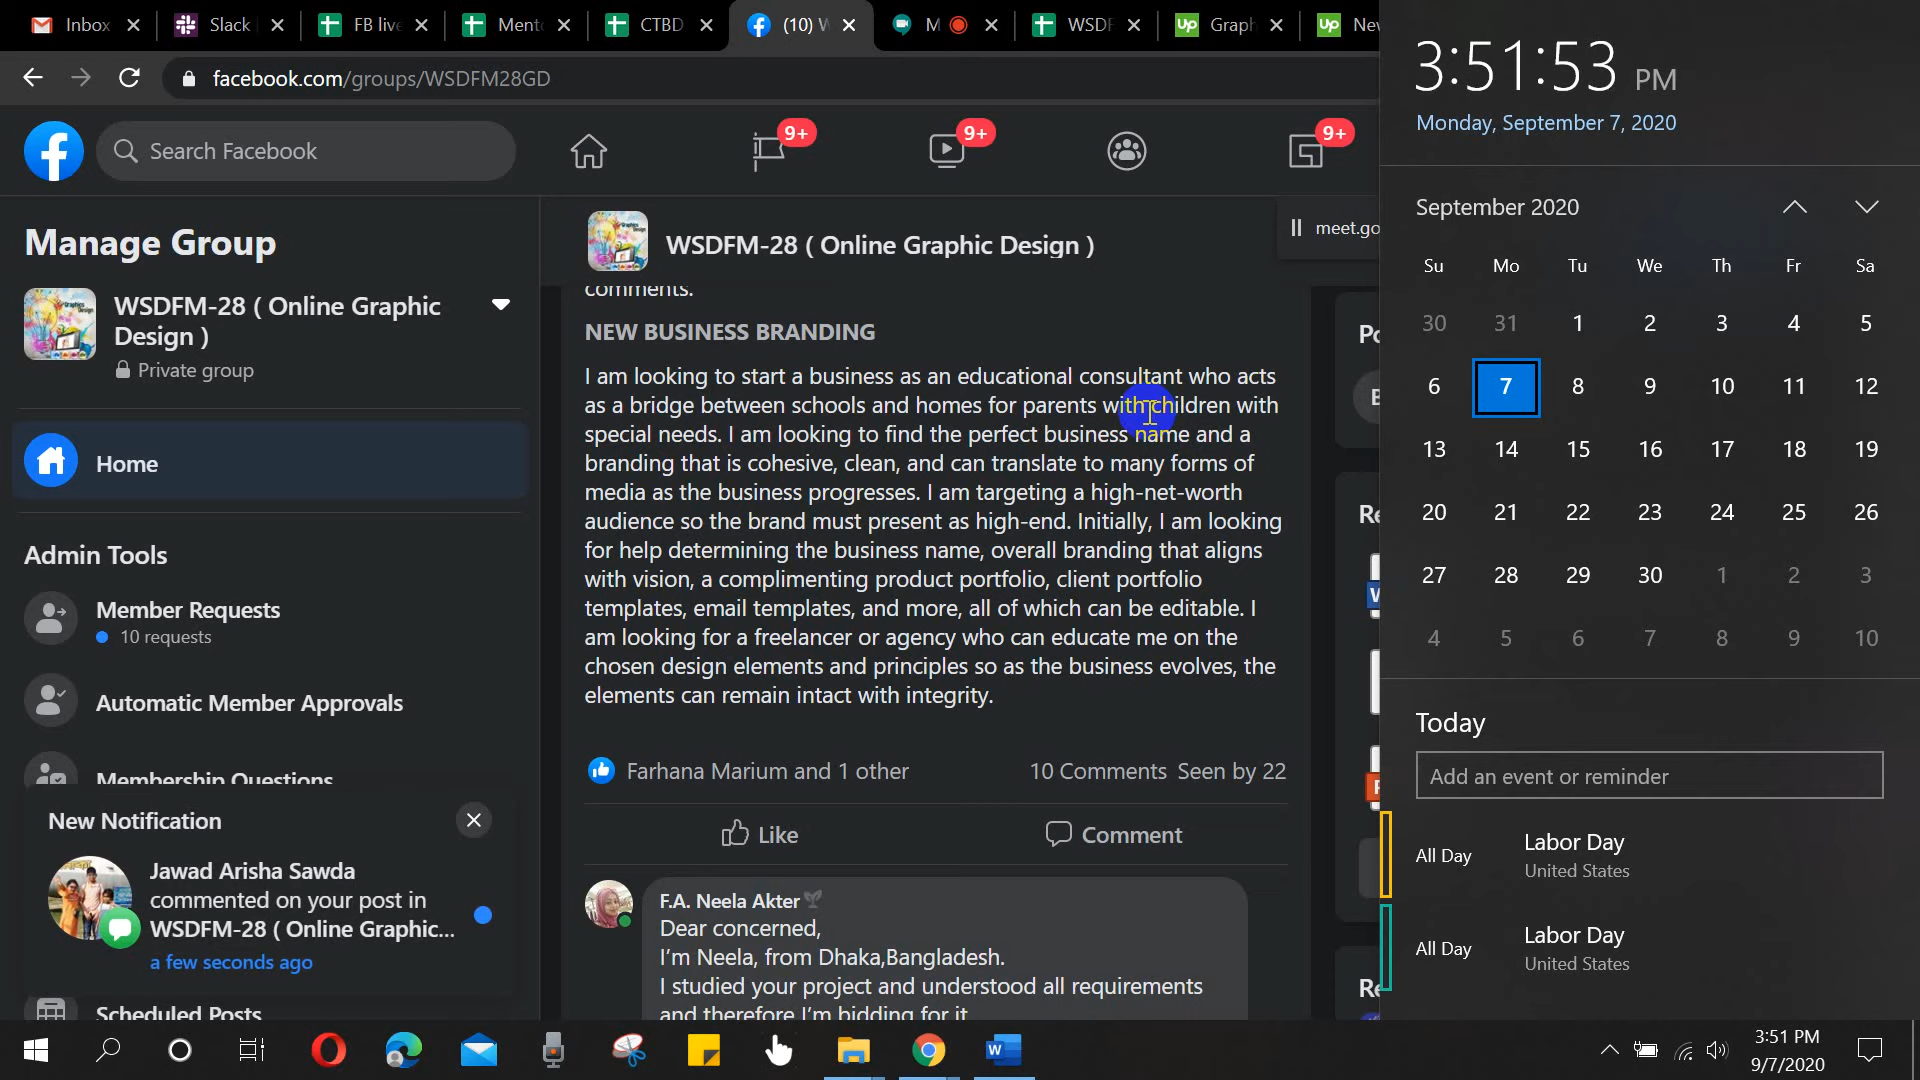 Inbox
Slack
FB live
Mento
CTBD
(10) W
M
WSDF
Graph
New
facebook.com/groups/WSDFM28GD
Search Facebook
9+
9+
9+
Manage Group
WSDFM-28 ( Online Graphic
Design )
Private group
Home
Admin Tools
Member Requests
10 requests
Automatic Member Approvals
Membership Questions
New Notification
Jawad Arisha Sawda
commented on your post in
WSDFM-28 ( Online Graphic...
a few seconds ago
Scheduled Posts
WSDFM-28 ( Online Graphic Design )
meet.go
comments.
NEW BUSINESS BRANDING
I am looking to start a business as an educational consultant who acts
as a bridge between schools and homes for parents with children with
special needs. I am looking to find the perfect business name and a
branding that is cohesive, clean, and can translate to many forms of
media as the business progresses. I am targeting a high-net-worth
audience so the brand must present as high-end. Initially, I am looking
for help determining the business name, overall branding that aligns
with vision, a complimenting product portfolio, client portfolio
templates, email templates, and more, all of which can be editable. I
am looking for a freelancer or agency who can educate me on the
chosen design elements and principles so as the business evolves, the
elements can remain intact with integrity.
Farhana Marium and 1 other
10 Comments Seen by 22
Like
Comment
F.A. Neela Akter
Dear concerned,
I'm Neela, from Dhaka,Bangladesh.
I studied your project and understood all requirements
and therefore I'm bidding for it
3:51:53 PM
Monday, September 7, 2020
September 2020
Su Mo Tu We Th Fr Sa
30 31 1 2 3 4 5
6 7 8 9 10 11 12
13 14 15 16 17 18 19
20 21 22 23 24 25 26
27 28 29 30 1 2 3
4 5 6 7 8 9 10
Today
Add an event or reminder
All Day
Labor Day
United States
All Day
Labor Day
United States
3:51 PM
9/7/2020